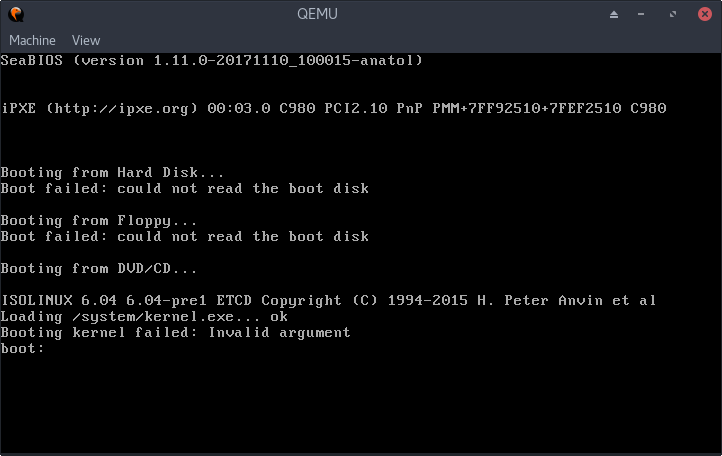 QEMU
Machine View
SeaBIOS (version 1.11.0-20171110_100015-anatol)
iPXE (http://ipxe.org) 00:03.0 C980 PCI2.10 PnP PMM+7FF92510+7FEF2510 C980
Booting from Hard Disk...
Boot failed: could not read the boot disk
Booting from Floppy...
Boot failed: could not read the boot disk
Booting from DVD/CD...
ISOLINUX 6.04 6.04-pre1 ETCD Copyright (C) 1994-2015 H. Peter Anvin et al
Loading /system/kernel.exe... ok
Booting kernel failed: Invalid argument
boot: